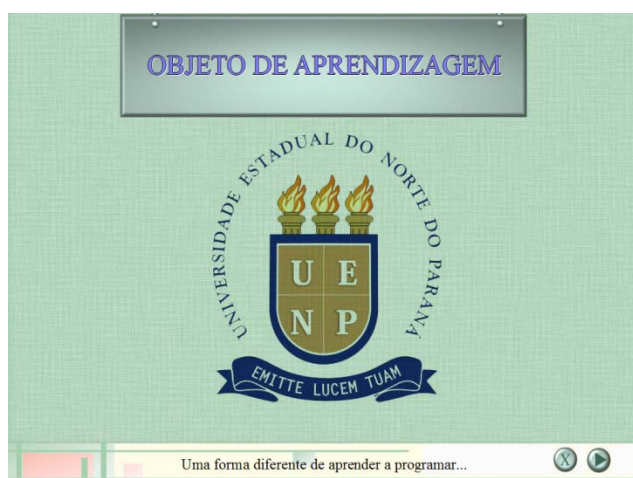 OBJETO DE APRENDIZAGEM
UNIVERSIDADE ESTADUAL DO NORTE DO PARANÁ
U E
N P
EMITTE LUCEM TUAM
Uma forma diferente de aprender a programar...
X